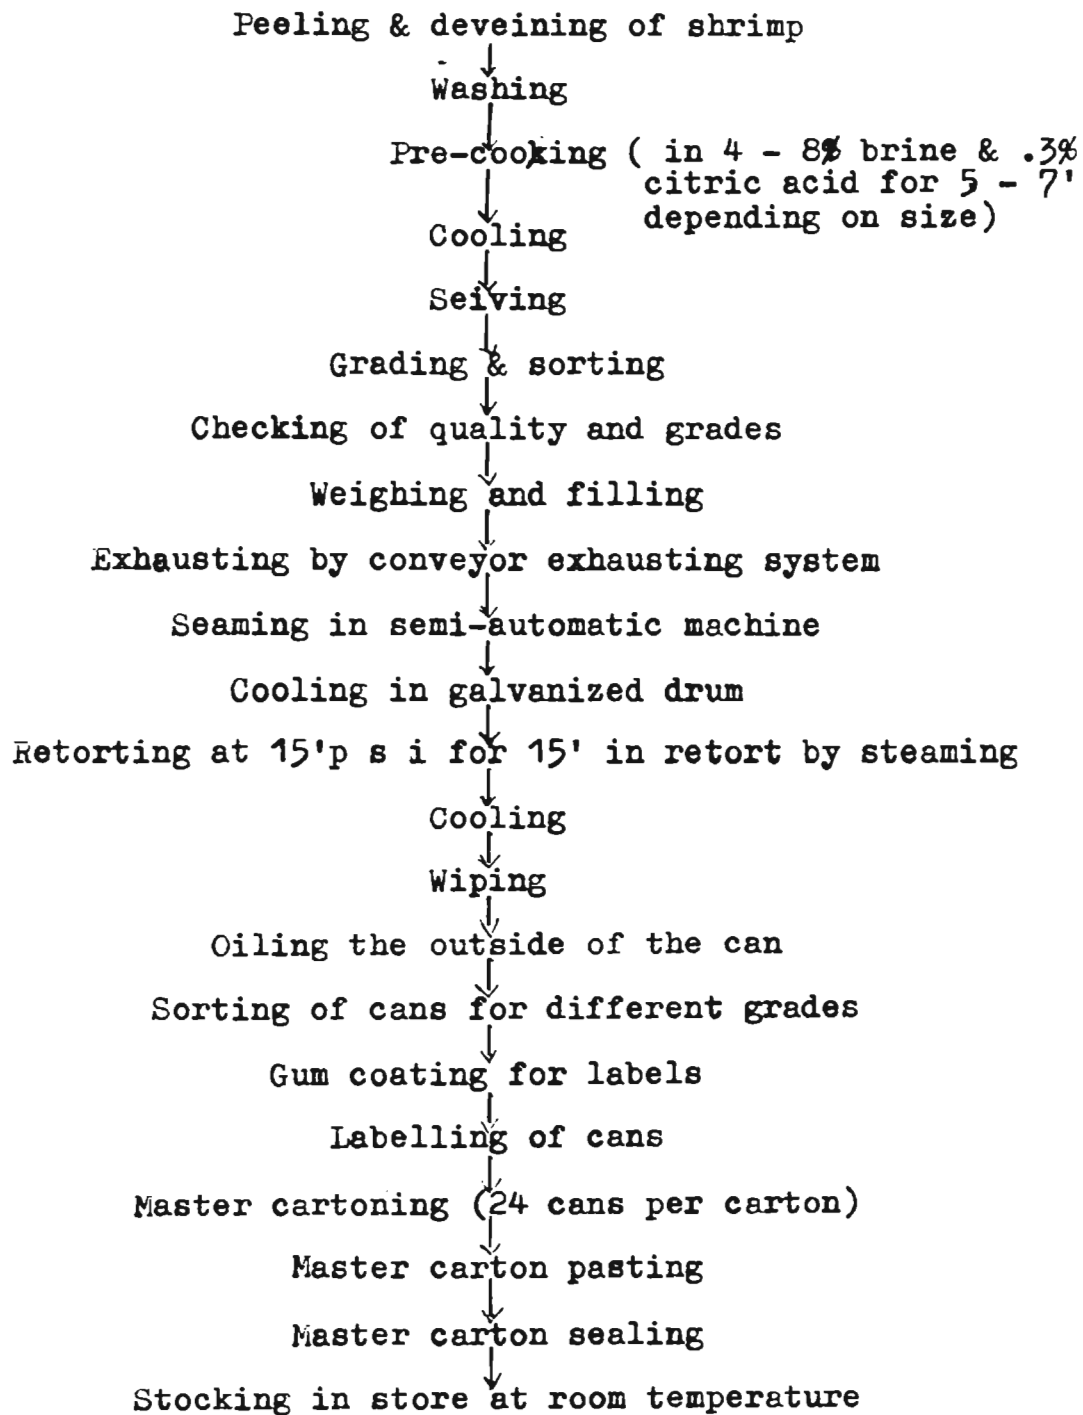 Peeling & deveining of shrimp
Washing
Pre-cooking ( in 4 - 8% brine & .3%
citric acid for 5 - 7'
depending on size)
Cooling
Seiving
Grading & sorting
Checking of quality and grades
Weighing and filling
Exhausting by conveyor exhausting system
Seaming in semi-automatic machine
Cooling in galvanized drum
Retorting at 15'p s i for 15' in retort by steaming
Cooling
Wiping
Oiling the outside of the can
Sorting of cans for different grades
Gum coating for labels
Labelling of cans
Master cartoning (24 cans per carton)
Master carton pasting
Master carton sealing
Stocking in store at room temperature